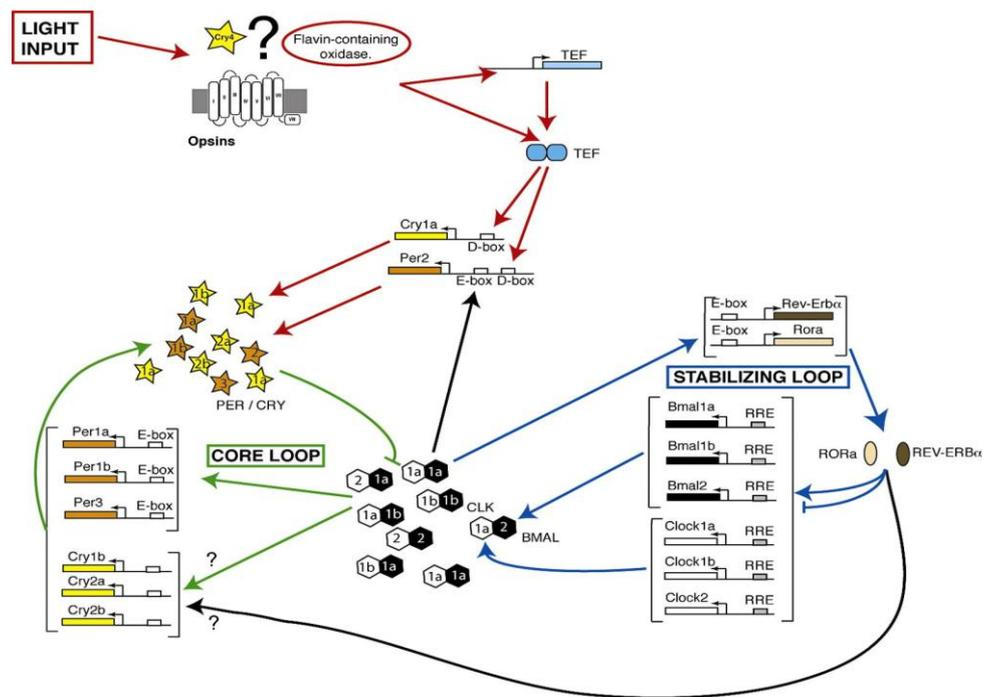 LIGHT
INPUT
Cry4
?
Flavin-containing
oxidase.
TEF
Opsins
TEF
Cry1a
D-box
Per2
E-box D-box
1b
1a
1a
1b
2a
2
2b
1a
3
1a
PER / CRY
E-box Rev-Erbα
E-box Rora
STABILIZING LOOP
Bmal1a RRE
Bmal1b RRE
Bmal2 RRE
RORa
REV-ERBα
Clock1a RRE
Clock1b RRE
Clock2 RRE
CORE LOOP
Per1a E-box
Per1b E-box
Per3 E-box
Cry1b
Cry2a
Cry2b
?
?
2 1a
1a 1a
1b 1b
CLK
1a 1b
1a 2
BMAL
2 2
1b 1a
1a 1a